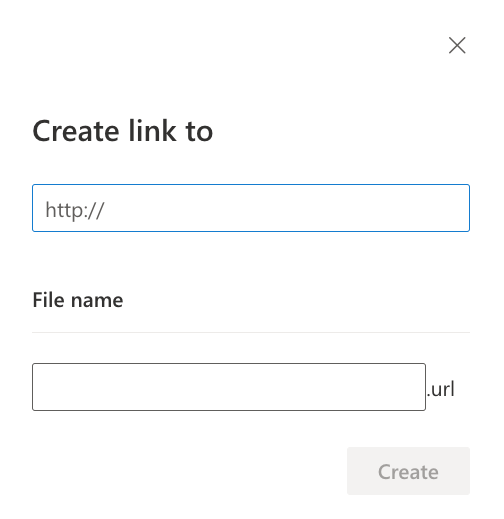 Create link to
http://
File name
.url
Create